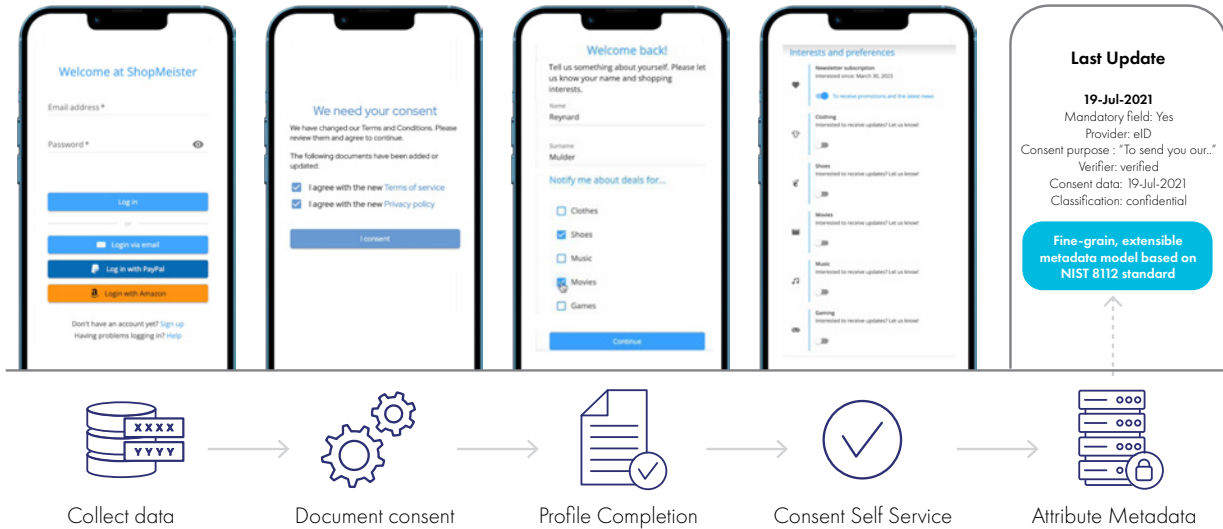 Welcome at ShopMeister
Email address *
Password *
Log in
or
Login via email
Log in with PayPal
Login with Amazon
Don't have an account yet? Sign up
Having problems logging in? Help
We need your consent
We have changed our Terms and Conditions. Please
review them and agree to continue.
The following documents have been added or
updated:
I agree with the new Terms of service
I agree with the new Privacy policy
I consent
Welcome back!
Tell us something about yourself. Please let
us know your name and shopping
interests.
Name
Reynard
Surname
Mulder
Notify me about deals for...
Clothes
Shoes
Music
Movies
Games
Continue
Interests and preferences
Newsletter subscription
Interested since: March 30, 2023
To receive promotions and the latest news
Clothing
Interested to receive updates? Let us know!
Shoes
Interested to receive updates? Let us know!
Movies
Interested to receive updates? Let us know!
Music
Interested to receive updates? Let us know!
Gaming
Interested to receive updates? Let us know!
Last Update
19-Jul-2021
Mandatory field: Yes
Provider: eID
Consent purpose : "To send you our.."
Verifier: verified
Consent data: 19-Jul-2021
Classification: confidential
Fine-grain, extensible
metadata model based on
NIST 8112 standard
XXXX
YYYY
Collect data
Document consent
Profile Completion
Consent Self Service
Attribute Metadata